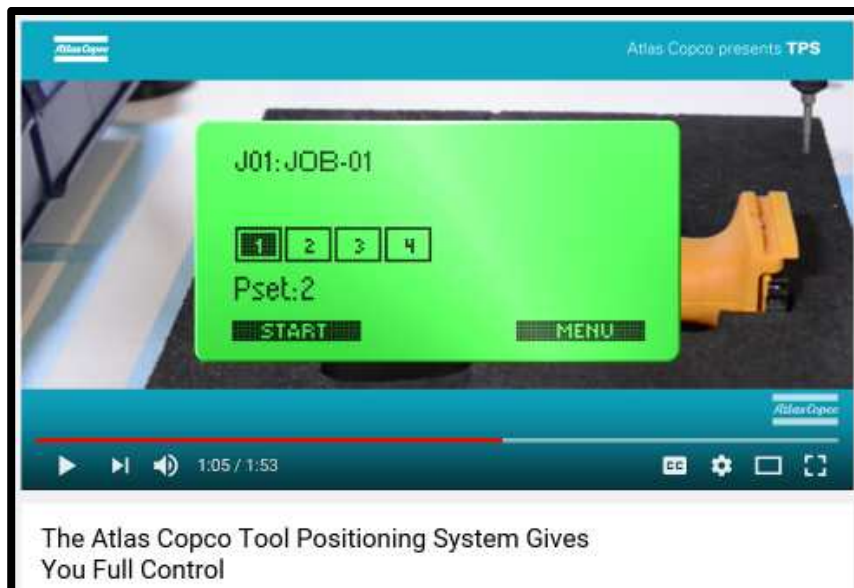 Atlas Copco
Atlas Copco presents TPS
J01:JOB-01
1 2 3 4
Pset:2
START MENU
Atlas Copco
1:05 / 1:53
CC
The Atlas Copco Tool Positioning System Gives
You Full Control